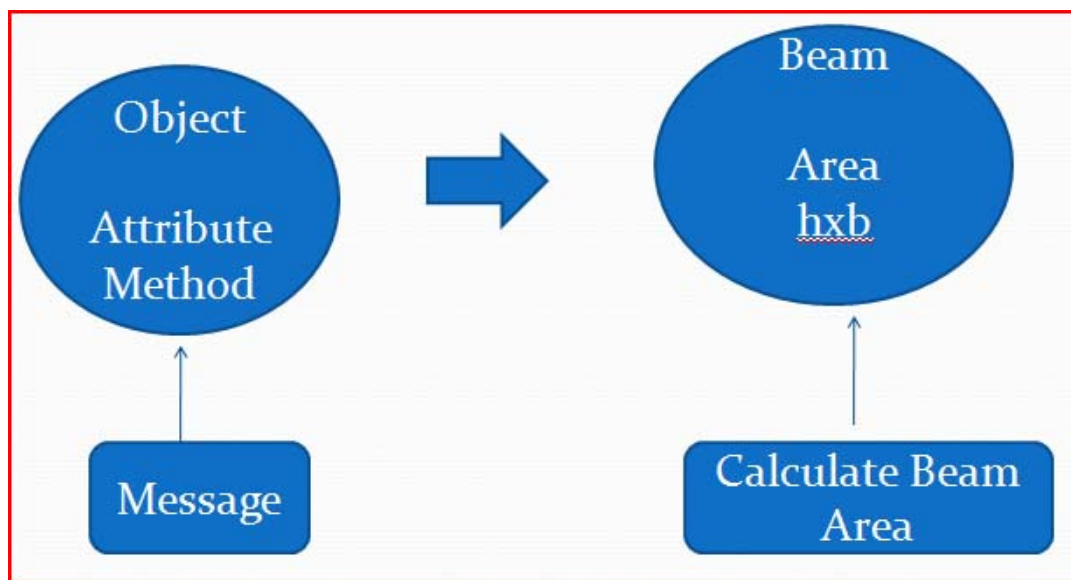 Object
Attribute
Method
Message
Beam
Area
hxb
Calculate Beam
Area